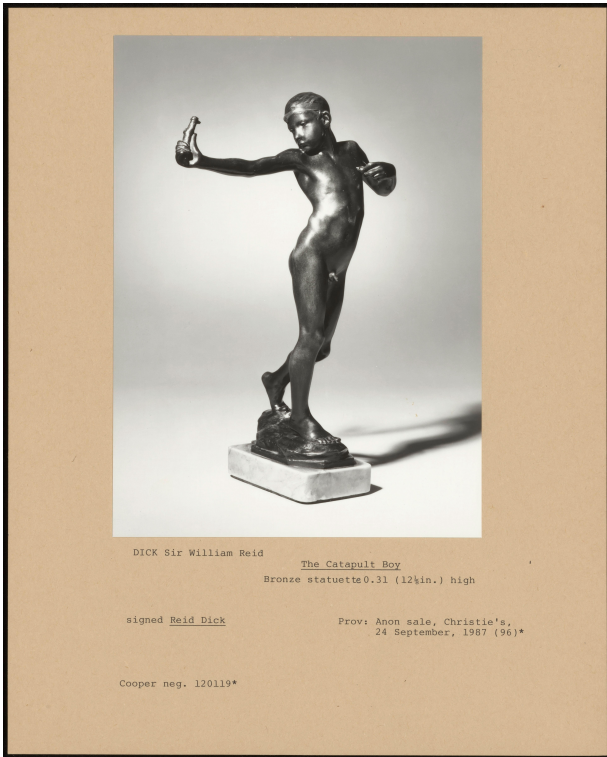 DICK Sir William Reid
The Catapult Boy
Bronze statuette 0.31 (12½in.) high
signed Reid Dick
Prov: Anon sale, Christie's,
24 September, 1987 (96)*
Cooper neg. 120119*